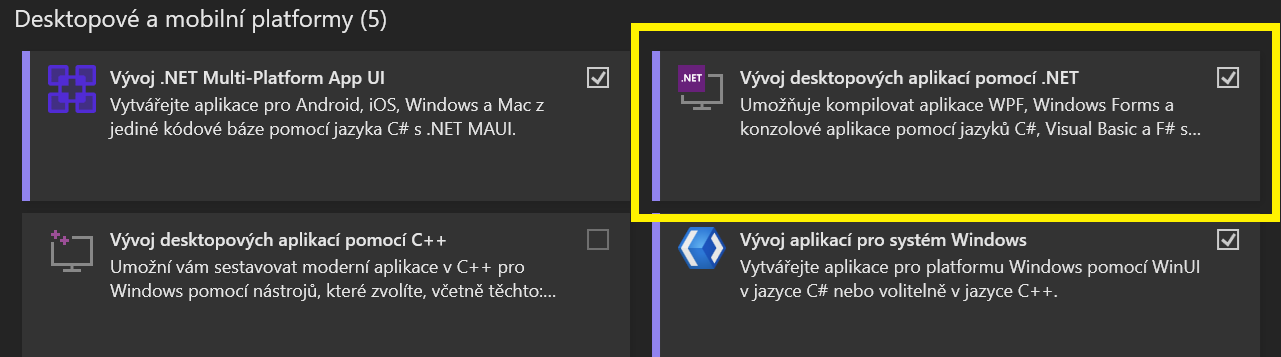 Desktopové a mobilní platformy (5)
Vývoj .NET Multi-Platform App UI
Vytvářejte aplikace pro Android, iOS, Windows a Mac z
jediné kódové báze pomocí jazyka C# s .NET MAUI.
.NET
Vývoj desktopových aplikací pomocí .NET
Umožňuje kompilovat aplikace WPF, Windows Forms a
konzolové aplikace pomocí jazyků C#, Visual Basic a F# s...
Vývoj desktopových aplikací pomocí C++
Umožní vám sestavovat moderní aplikace v C++ pro
Windows pomocí nástrojů, které zvolíte, včetně těchto:...
Vývoj aplikací pro systém Windows
Vytvářejte aplikace pro platformu Windows pomocí WinUI
v jazyce C# nebo volitelně v jazyce C++.